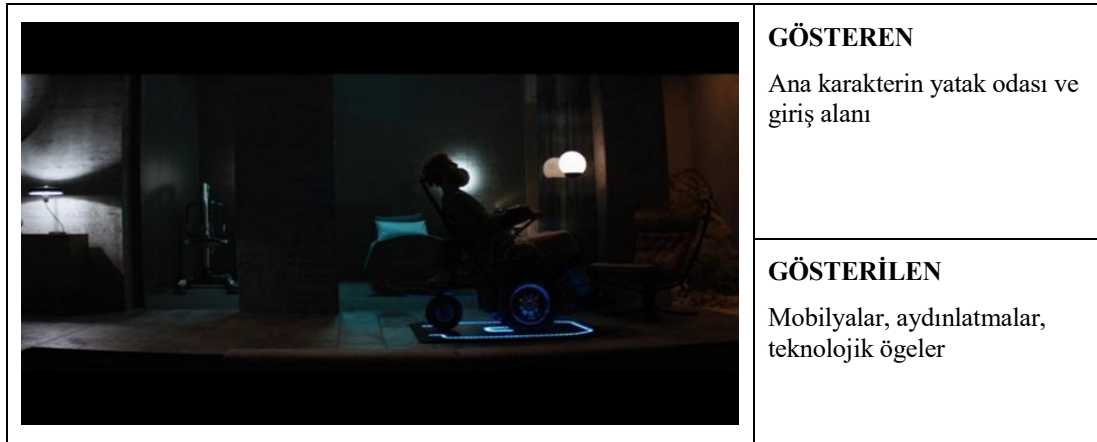 GÖSTEREN
Ana karakterin yatak odası ve
giriş alanı
GÖSTERİLEN
Mobilyalar, aydınlatmalar,
teknolojik ögeler